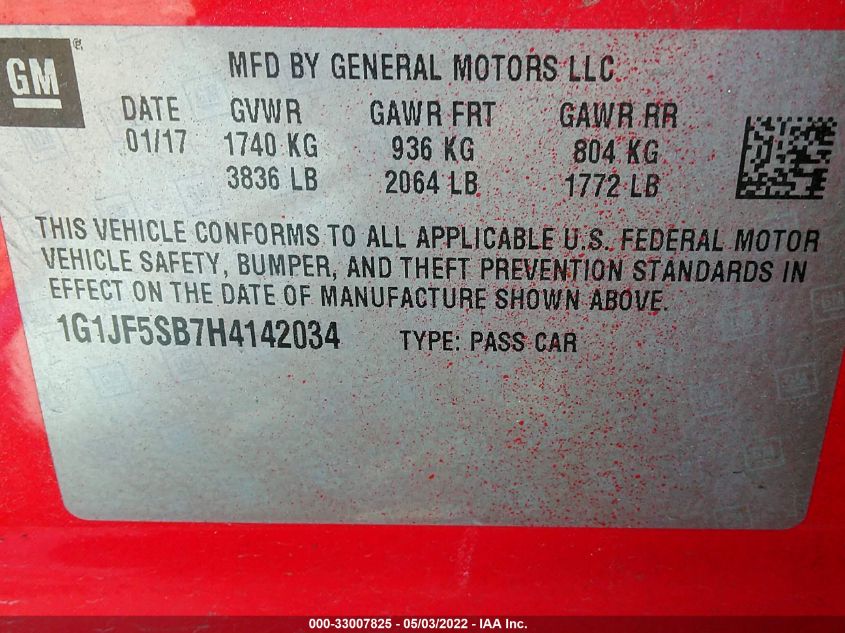 GM ®
MFD BY GENERAL MOTORS LLC
DATE GVWR GAWR FRT GAWR RR
01/17 1740 KG 936 KG 804 KG
3836 LB 2064 LB 1772 LB
THIS VEHICLE CONFORMS TO ALL APPLICABLE U.S. FEDERAL MOTOR
VEHICLE SAFETY, BUMPER, AND THEFT PREVENTION STANDARDS IN
EFFECT ON THE DATE OF MANUFACTURE SHOWN ABOVE.
1G1JF5SB7H4142034 TYPE: PASS CAR
000-33007825 - 05/03/2022 - IAA Inc.